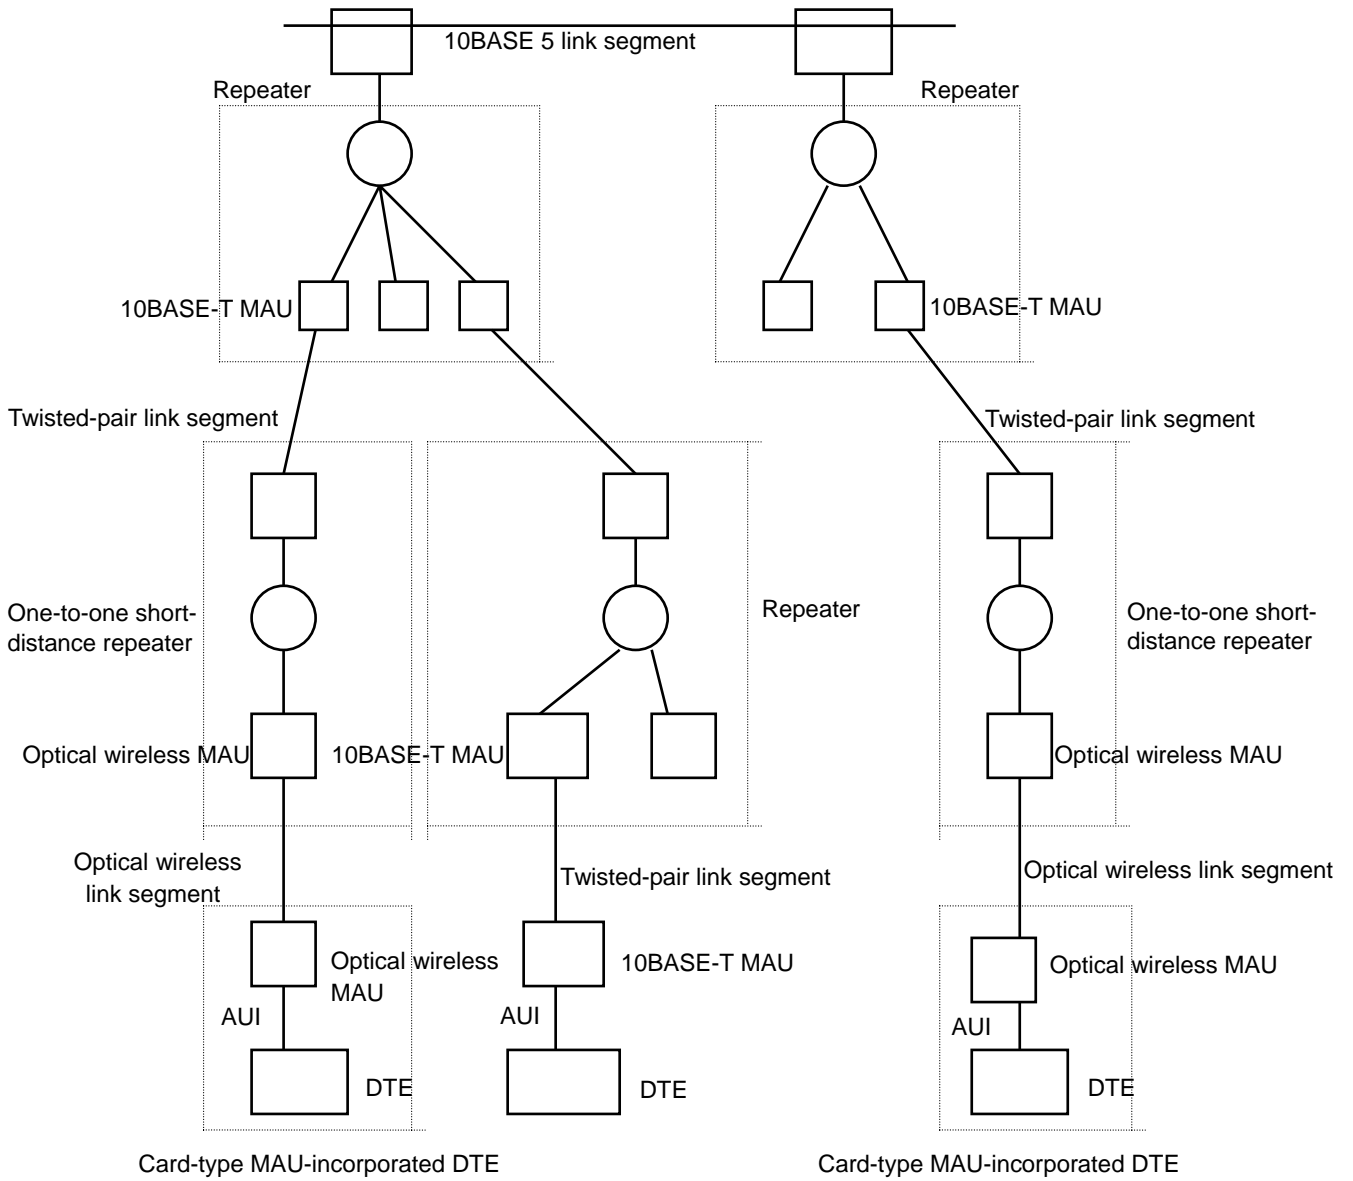 10BASE 5 link segment
Repeater
Repeater
10BASE-T MAU
10BASE-T MAU
Twisted-pair link segment
Twisted-pair link segment
One-to-one short-
distance repeater
Repeater
One-to-one short-
distance repeater
Optical wireless MAU
10BASE-T MAU
Optical wireless MAU
Optical wireless
link segment
Twisted-pair link segment
Optical wireless link segment
Optical wireless
MAU
10BASE-T MAU
Optical wireless MAU
AUI
AUI
AUI
DTE
DTE
DTE
Card-type MAU-incorporated DTE
Card-type MAU-incorporated DTE